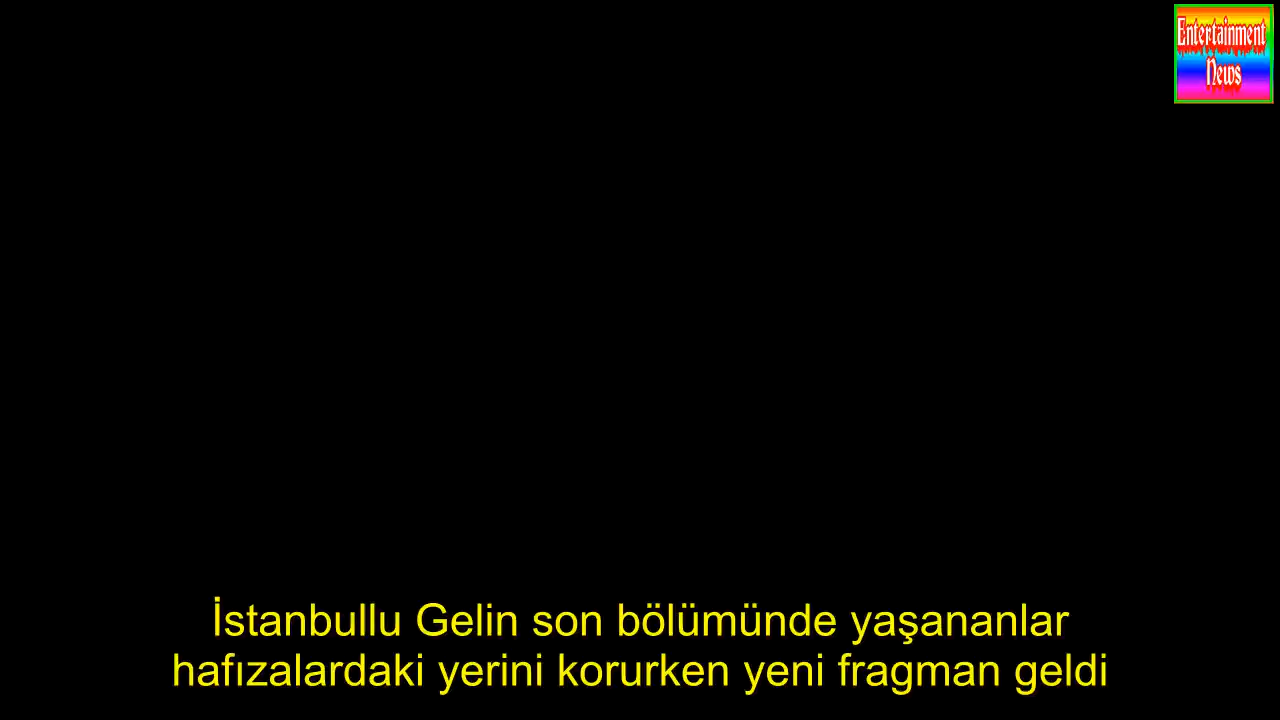 Entertainment
News
İstanbullu Gelin son bölümünde yaşananlar
hafızalardaki yerini korurken yeni fragman geldi